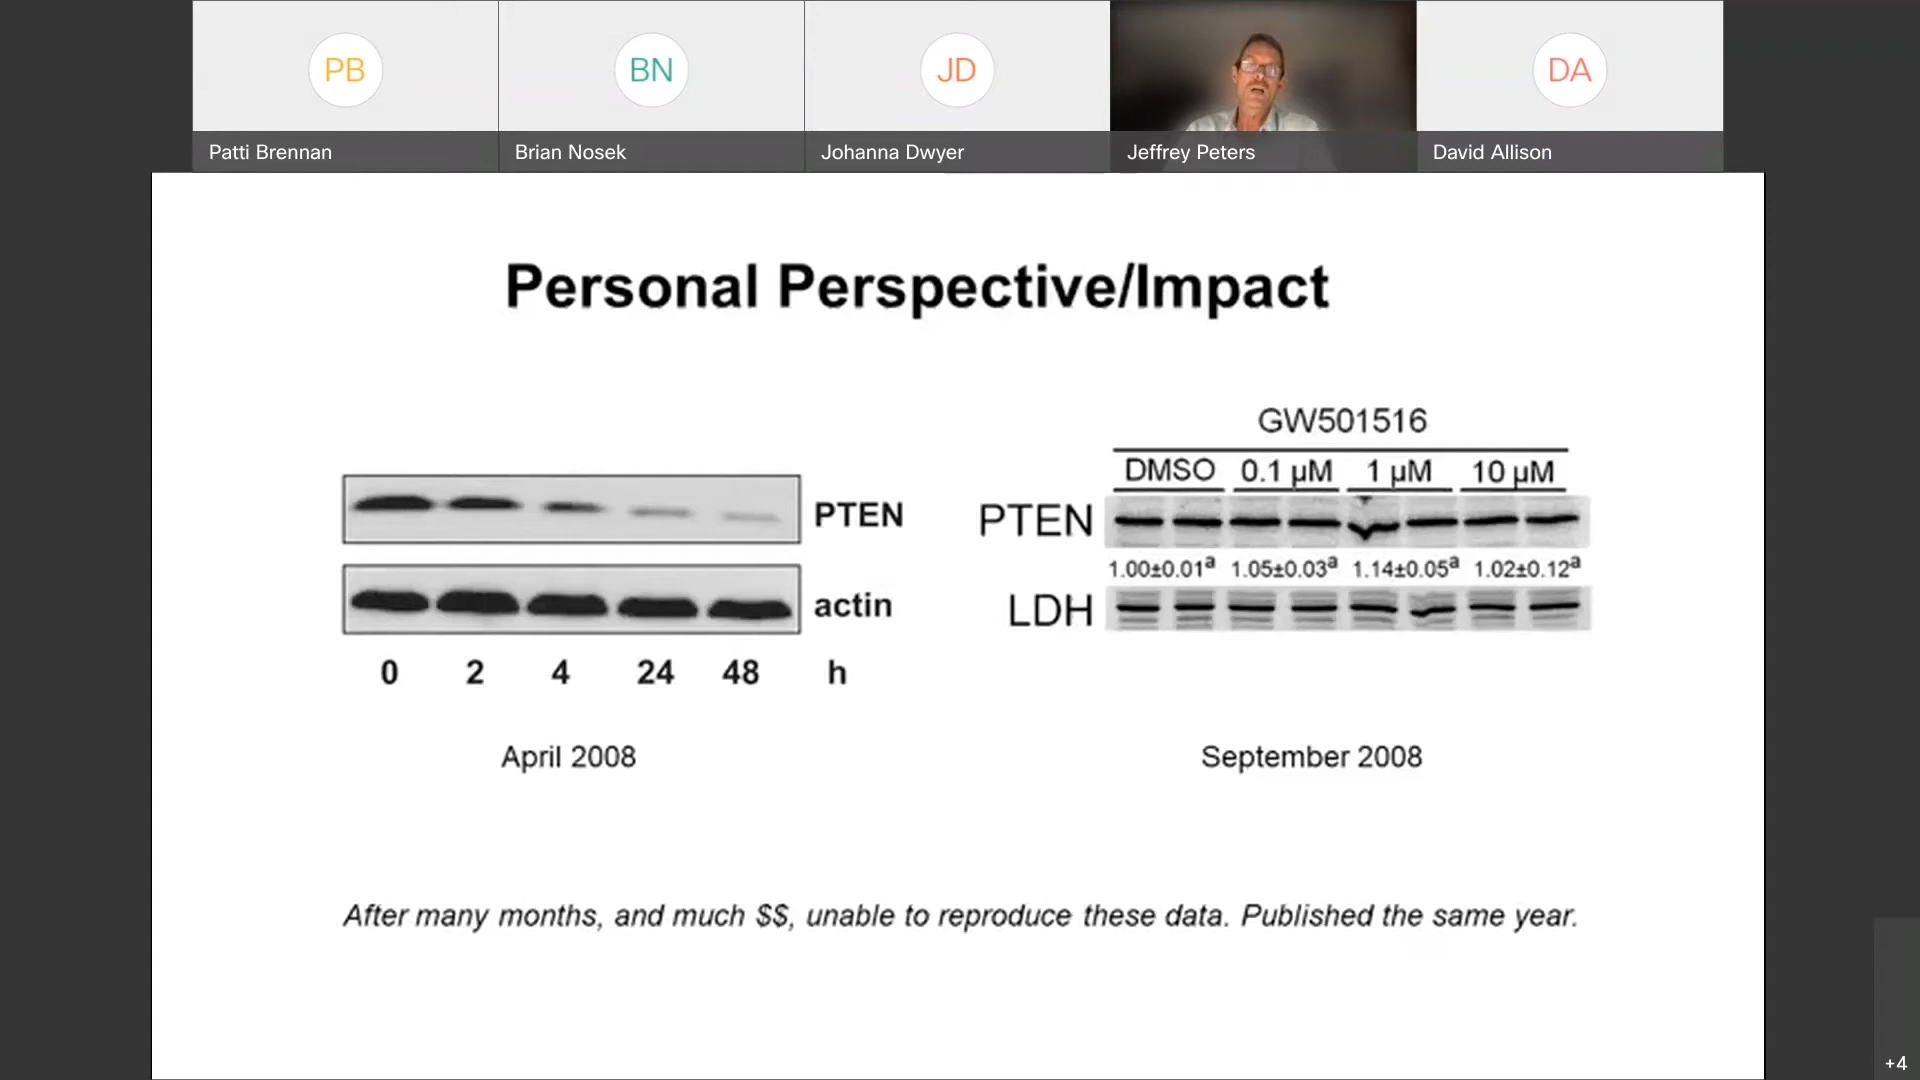 PB
BN
JD
DA
Patti Brennan
Brian Nosek
Johanna Dwyer
Jeffrey Peters
David Allison
Personal Perspective/Impact
PTEN
actin
0 2 4 24 48 h
April 2008
GW501516
DMSO 0.1 µM 1 µM 10 µM
PTEN
1.00±0.01ª 1.05±0.03ª 1.14±0.05ª 1.02±0.12ª
LDH
September 2008
After many months, and much $$, unable to reproduce these data. Published the same year.
+4